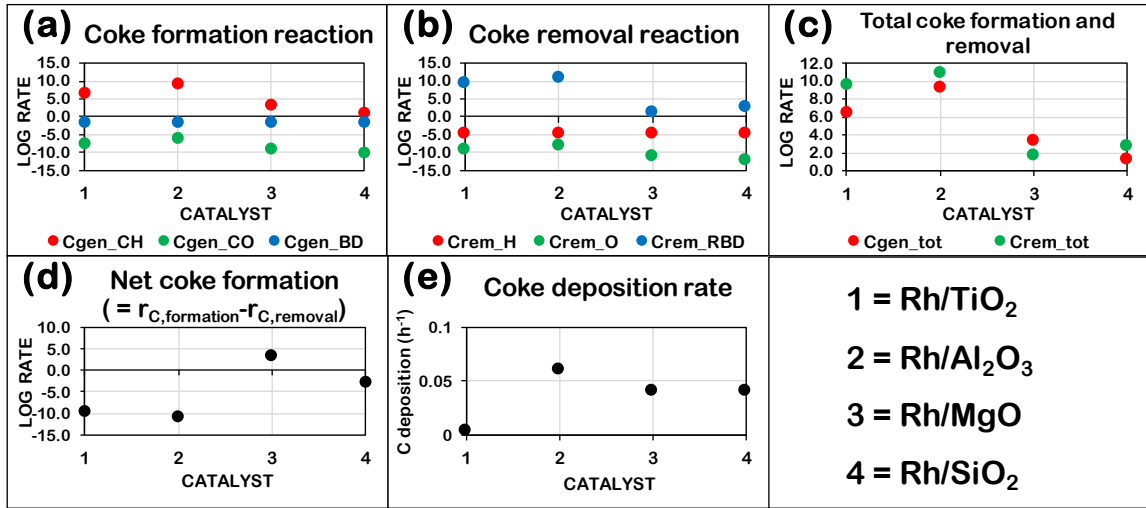 (a) Coke formation reaction
LOG RATE
15.0
10.0
5.0
0.0
-5.0
-10.0
-15.0
1 2 3 4
CATALYST
Cgen_CH Cgen_CO Cgen_BD
(b) Coke removal reaction
LOG RATE
15.0
10.0
5.0
0.0
-5.0
-10.0
-15.0
1 2 3 4
CATALYST
Crem_H Crem_O Crem_RBD
(c) Total coke formation and
removal
LOG RATE
12.0
10.0
8.0
6.0
4.0
2.0
0.0
1 2 3 4
CATALYST
Cgen_tot Crem_tot
(d) Net coke formation
( = rC,formation-rC,removal)
LOG RATE
10.0
5.0
0.0
-5.0
-10.0
-15.0
1 2 3 4
CATALYST
(e) Coke deposition rate
C deposition (h⁻¹)
0.1
0.05
0
1 2 3 4
CATALYST
1 = Rh/TiO₂
2 = Rh/Al₂O₃
3 = Rh/MgO
4 = Rh/SiO₂